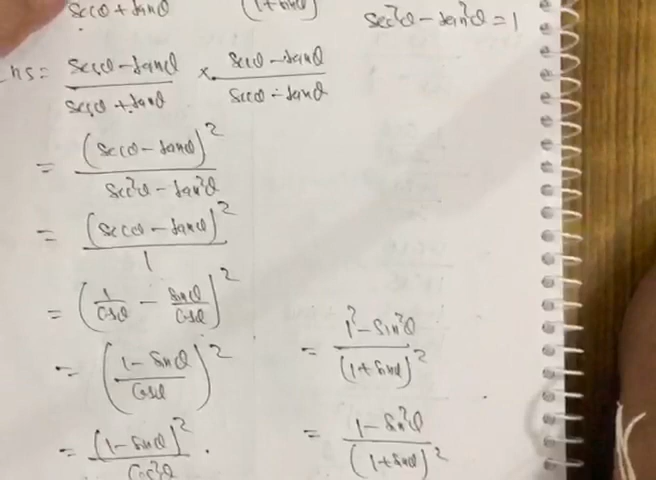 secθ + tanθ (1+sinθ)
sec²θ - tan²θ = 1
LHS = secθ - tanθ / secθ + tanθ × secθ - tanθ / secθ - tanθ
= (secθ - tanθ)² / sec²θ - tan²θ
= (secθ - tanθ)² / 1
= (1/cosθ - sinθ/cosθ)²
= (1 - sinθ / cosθ)²
= (1 - sinθ)² / cos²θ .
= 1² - sin²θ / (1 + sinθ)²
= 1 - sin²θ / (1 + sinθ)²